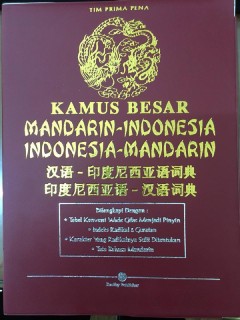 TIM PRIMA PENA
KAMUS BESAR
MANDARIN-INDONESIA
INDONESIA-MANDARIN
汉语 - 印度尼西亚语词典
印度尼西亚语 - 汉语词典
Dilengkapi Dengan :
• Tabel Konversi Wade Giles Menjadi Pinyin
• Indeks Radikal & Guratan
• Karakter Yang Radikalnya Sulit Ditentukan
• Tata Bahasa Mandarin